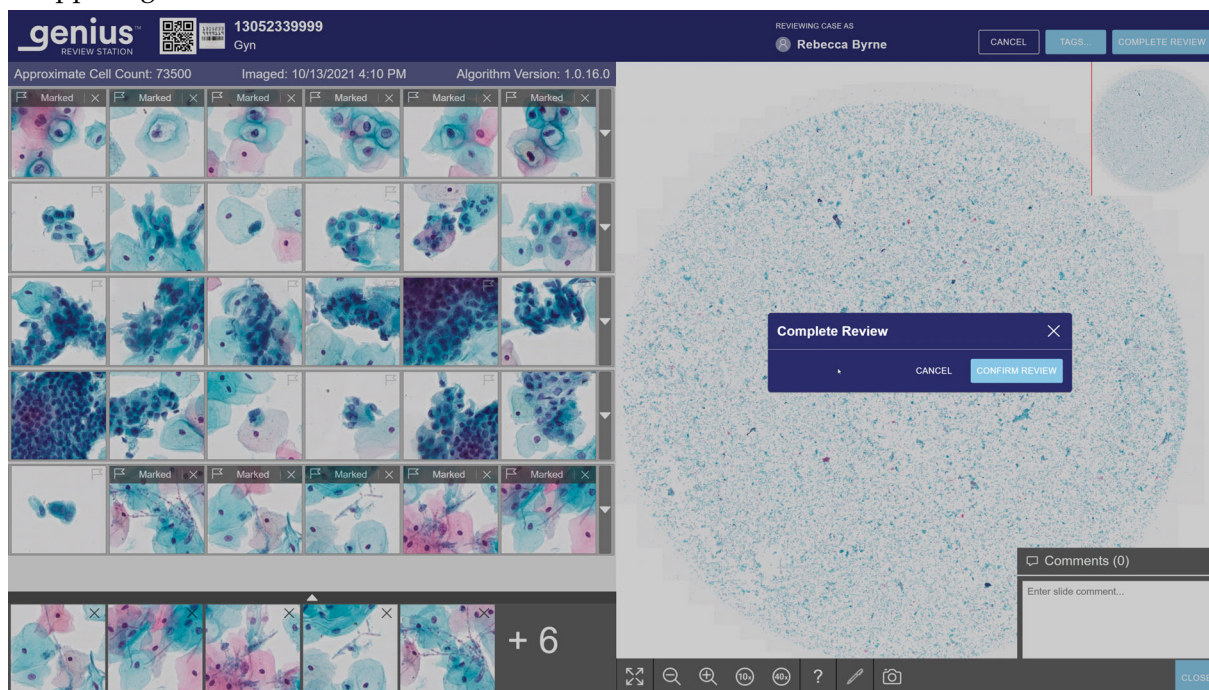 genius™
REVIEW STATION
13052339999
Gyn
REVIEWING CASE AS
Rebecca Byrne
CANCEL
TAGS...
COMPLETE REVIEW
Approximate Cell Count: 73500
Imaged: 10/13/2021 4:10 PM
Algorithm Version: 1.0.16.0
Marked
Marked
Marked
Marked
Marked
Marked
Marked
Marked
Marked
Marked
Marked
+ 6
Complete Review
CANCEL
CONFIRM REVIEW
Comments (0)
Enter slide comment...
10x
40x
?
CLOSE